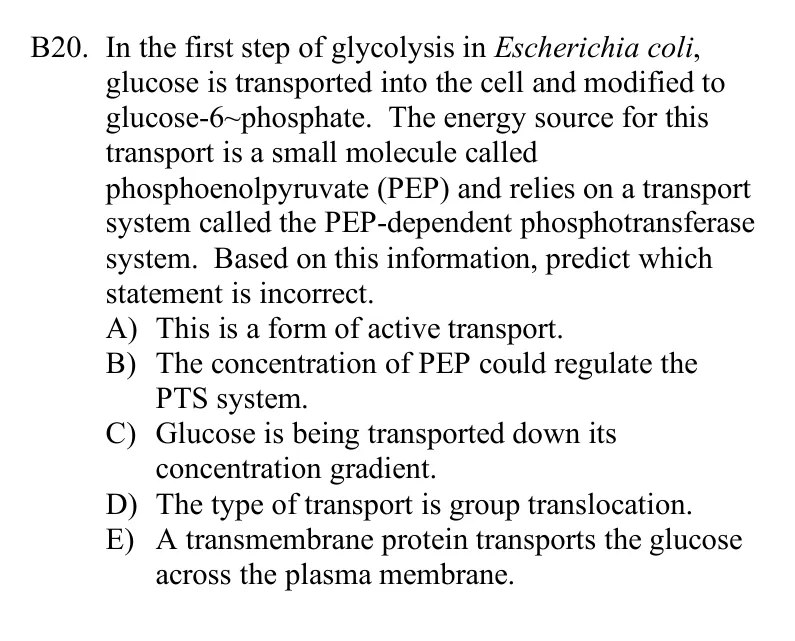 B20. In the first step of glycolysis in Escherichia coli,
glucose is transported into the cell and modified to
glucose-6~phosphate. The energy source for this
transport is a small molecule called
phosphoenolpyruvate (PEP) and relies on a transport
system called the PEP-dependent phosphotransferase
system. Based on this information, predict which
statement is incorrect.
A) This is a form of active transport.
B) The concentration of PEP could regulate the
PTS system.
C) Glucose is being transported down its
concentration gradient.
D) The type of transport is group translocation.
E) A transmembrane protein transports the glucose
across the plasma membrane.